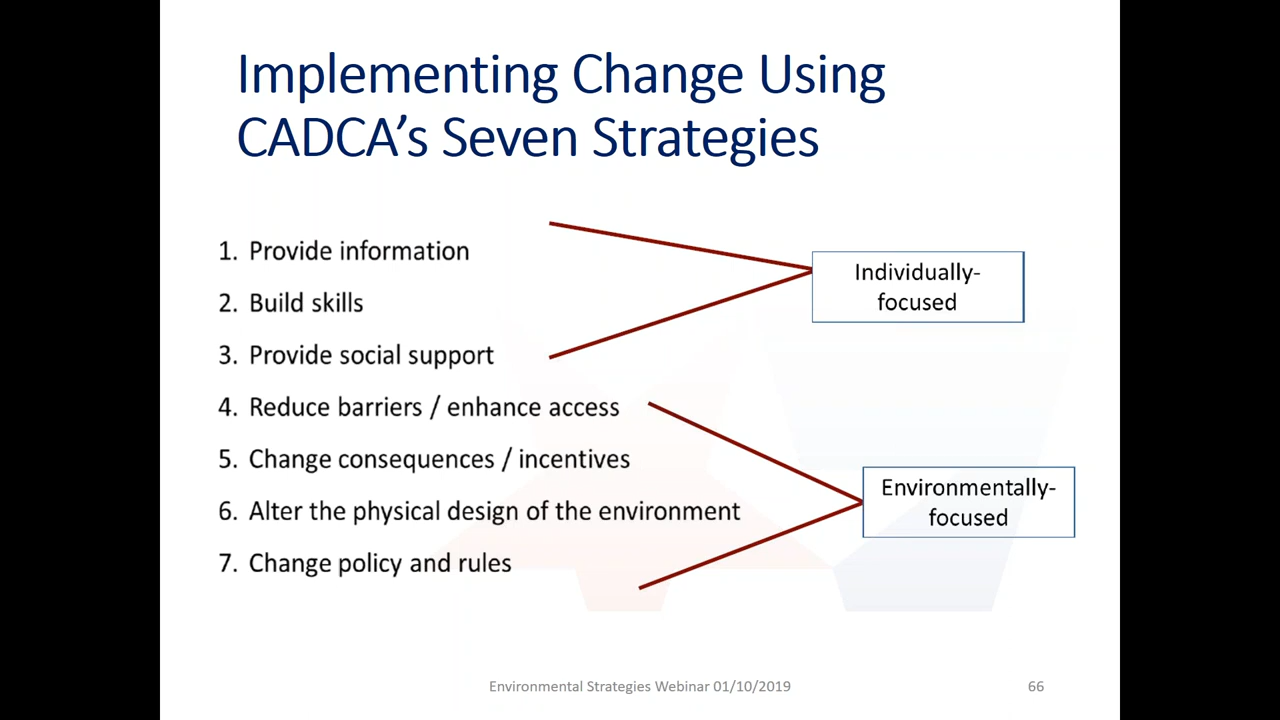 Implementing Change Using
CADCA's Seven Strategies
1. Provide information
2. Build skills
3. Provide social support
4. Reduce barriers / enhance access
5. Change consequences / incentives
6. Alter the physical design of the environment
7. Change policy and rules
Individually-
focused
Environmentally-
focused
Environmental Strategies Webinar 01/10/2019
66